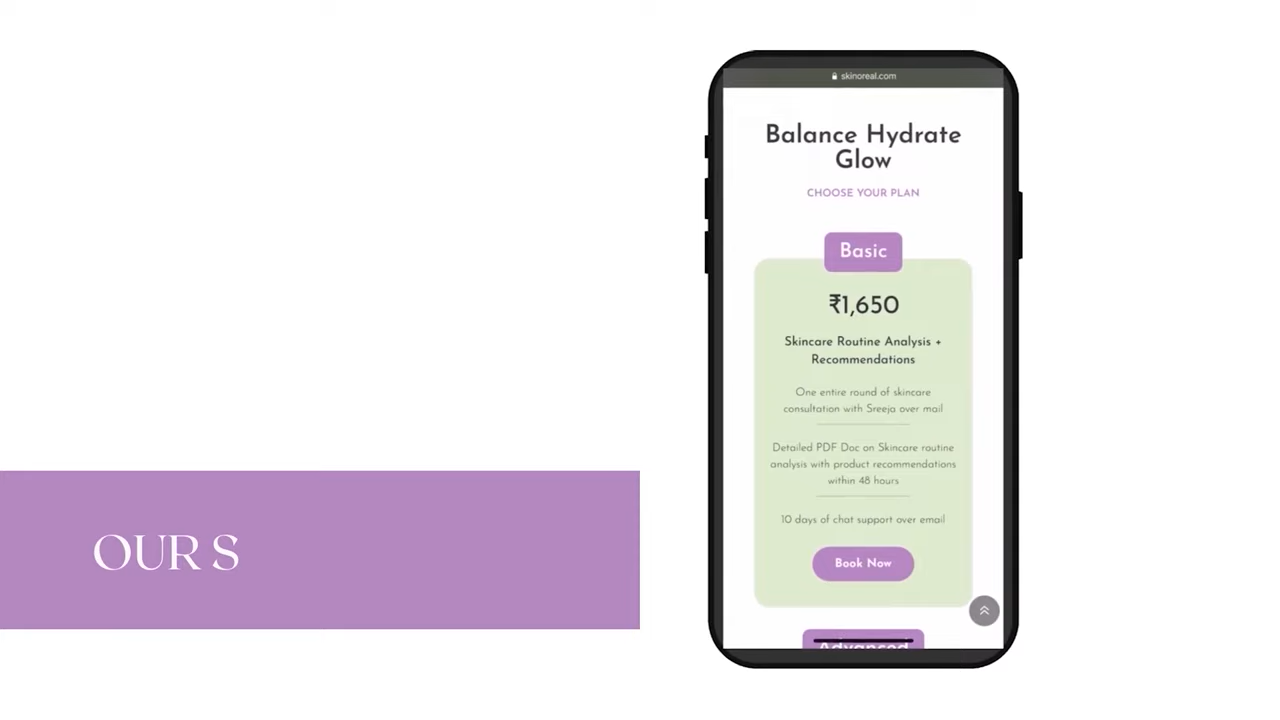 OUR S
skinoreal.com
Balance Hydrate
Glow
CHOOSE YOUR PLAN
Basic
₹1,650
Skincare Routine Analysis +
Recommendations
One entire round of skincare
consultation with Sreeja over mail
Detailed PDF Doc on Skincare routine
analysis with product recommendations
within 48 hours
10 days of chat support over email
Book Now
Advanced